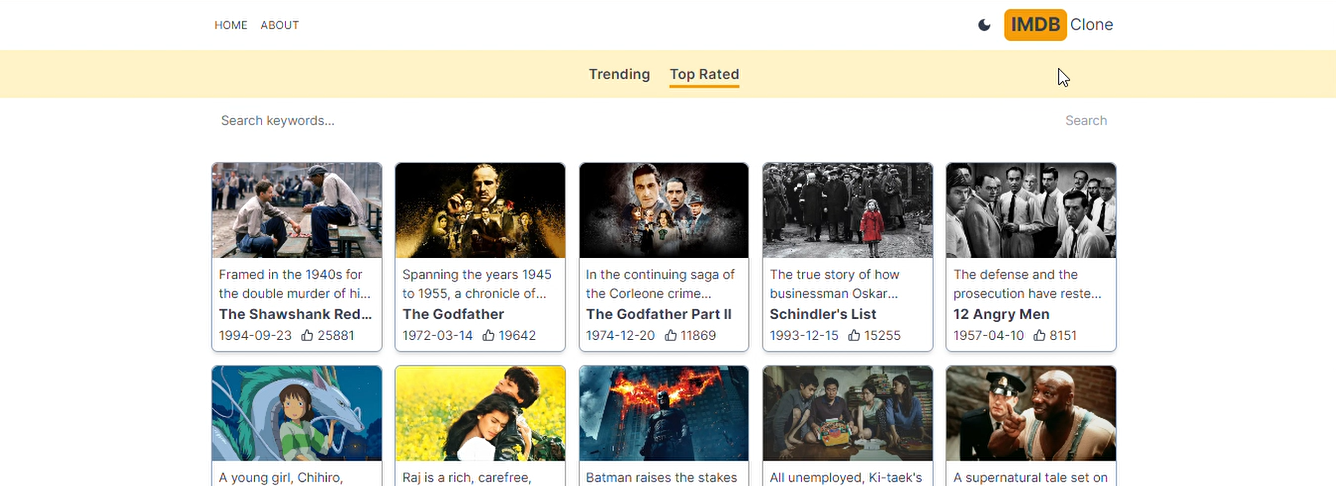 HOME ABOUT IMDB Clone
Trending Top Rated
Search keywords... Search
Framed in the 1940s for
the double murder of hi...
The Shawshank Red...
1994-09-23 25881
Spanning the years 1945
to 1955, a chronicle of...
The Godfather
1972-03-14 19642
In the continuing saga of
the Corleone crime...
The Godfather Part II
1974-12-20 11869
The true story of how
businessman Oskar...
Schindler's List
1993-12-15 15255
The defense and the
prosecution have reste...
12 Angry Men
1957-04-10 8151
A young girl, Chihiro,
Raj is a rich, carefree,
Batman raises the stakes
All unemployed, Ki-taek's
A supernatural tale set on